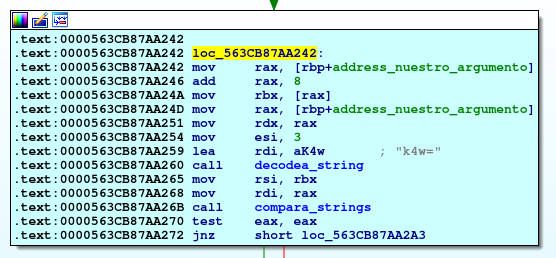 .text:0000563CB87AA242
.text:0000563CB87AA242 loc_563CB87AA242:
.text:0000563CB87AA242 mov     rax, [rbp+address_nuestro_argumento]
.text:0000563CB87AA246 add     rax, 8
.text:0000563CB87AA24A mov     rbx, [rax]
.text:0000563CB87AA24D mov     rax, [rbp+address_nuestro_argumento]
.text:0000563CB87AA251 mov     rdx, rax
.text:0000563CB87AA254 mov     esi, 3
.text:0000563CB87AA259 lea     rdi, aK4w        ; "k4w="
.text:0000563CB87AA260 call    decodea_string
.text:0000563CB87AA265 mov     rsi, rbx
.text:0000563CB87AA268 mov     rdi, rax
.text:0000563CB87AA26B call    compara_strings
.text:0000563CB87AA270 test    eax, eax
.text:0000563CB87AA272 jnz     short loc_563CB87AA2A3